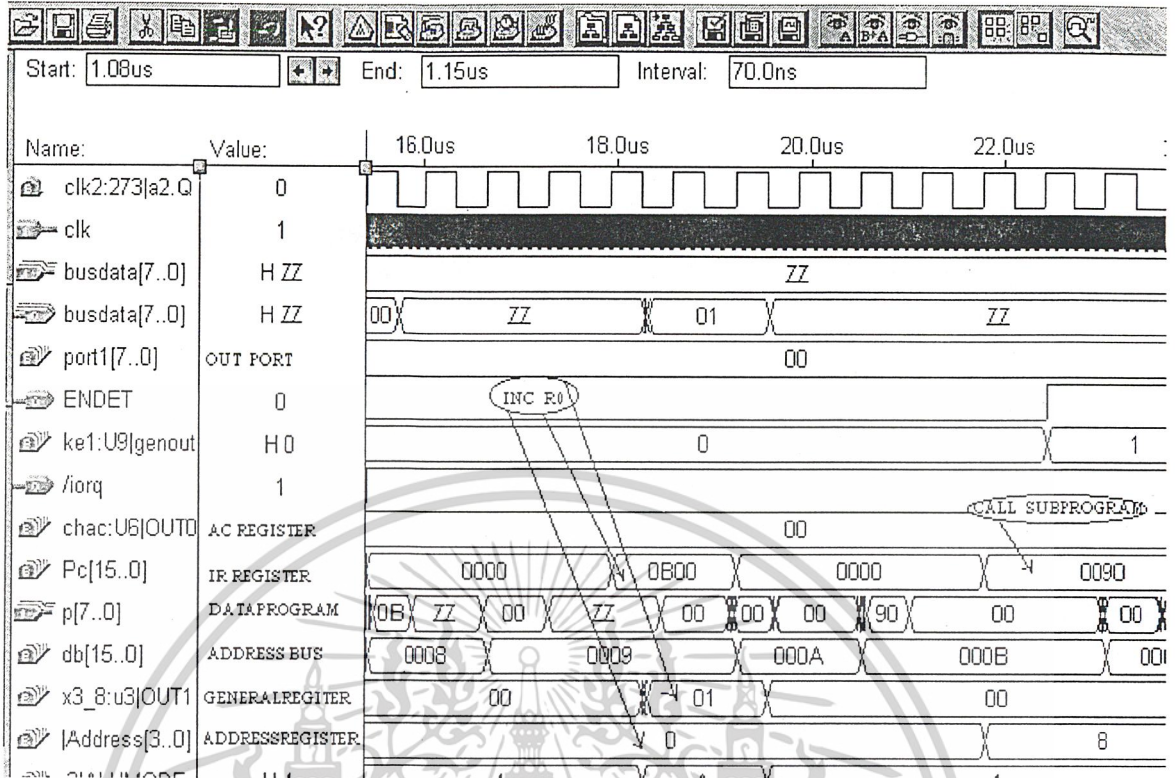 Start: 1.08us End: 1.15us Interval: 70.0ns
Name: Value: 16.0us 18.0us 20.0us 22.0us
clk2:273|a2.Q 0
clk 1
busdata[7..0] H ZZ ZZ
busdata[7..0] H ZZ 00 ZZ 01 ZZ
port1[7..0] OUT PORT 00
ENDET 0 INC R0
ke1:U9|genout H 0 0 1
/iorq 1
CALL SUBPROGRAM
chac:U6|OUT0 AC REGISTER 00
Pc[15..0] IR REGISTER 0000 0B00 0000 0090
p[7..0] DATAPROGRAM 0B ZZ 00 ZZ 00 00 00 90 00 00
db[15..0] ADDRESS BUS 0008 0009 000A 000B
x3_8:u3|OUT1 GENERALREGITER 00 01 00
|Address[3..0] ADDRESSREGISTER 0 8